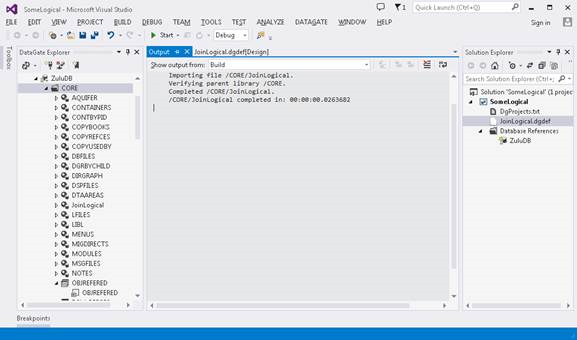 SomeLogical - Microsoft Visual Studio
1
Quick Launch (Ctrl+Q)
FILE EDIT VIEW PROJECT BUILD DEBUG TEAM SQL DATAGATE TOOLS TEST ANALYZE WINDOW HELP
Sign in
Start
Debug
Toolbox
DataGate Explorer
ZuluDB
CORE
AQUIFER
CONTAINERS
CONTBYPID
COPYBOOKS
COPYREFCES
COPYUSEDBY
DBFILES
DGRBYCHILD
DIRGRAPH
DSPFILES
DTAAREAS
JoinLogical
LFILES
LIBL
MENUS
MIGDIRECTS
MODULES
MSGFILES
NOTES
OBJREFERED
OBJREFERED
Output
JoinLogical.dgdef[Design]
Show output from:
Build
Importing file /CORE/JoinLogical.
Verifying parent library /CORE.
Completed /CORE/JoinLogical.
/CORE/JoinLogical completed in: 00:00:00.0263682
Solution Explorer
Search Solution Explorer (Ctrl+;)
Solution 'SomeLogical' (1 projec
SomeLogical
DgProjects.txt
JoinLogical.dgdef
Database References
ZuluDB
Breakpoints